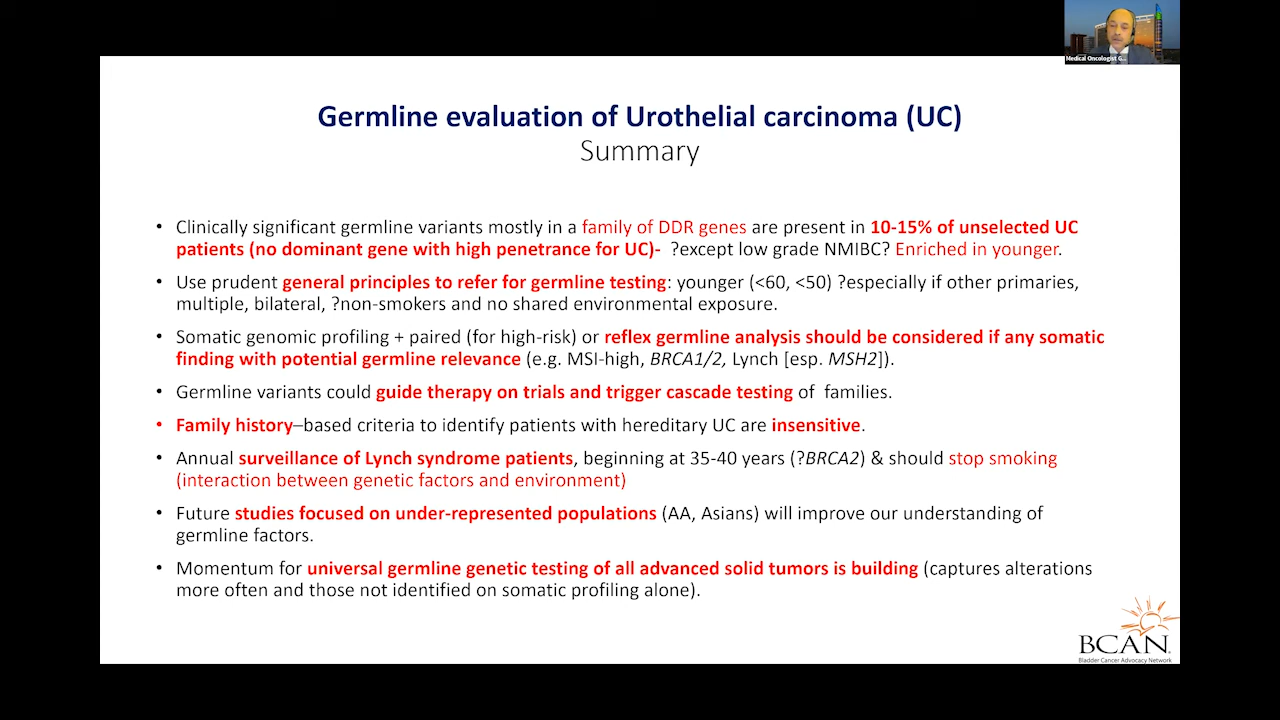 Medical Oncologist G...
Germline evaluation of Urothelial carcinoma (UC)
Summary
• Clinically significant germline variants mostly in a family of DDR genes are present in 10-15% of unselected UC
patients (no dominant gene with high penetrance for UC)- ?except low grade NMIBC? Enriched in younger.
• Use prudent general principles to refer for germline testing: younger (<60, <50) ?especially if other primaries,
multiple, bilateral, ?non-smokers and no shared environmental exposure.
• Somatic genomic profiling + paired (for high-risk) or reflex germline analysis should be considered if any somatic
finding with potential germline relevance (e.g. MSI-high, BRCA1/2, Lynch [esp. MSH2]).
• Germline variants could guide therapy on trials and trigger cascade testing of families.
• Family history–based criteria to identify patients with hereditary UC are insensitive.
• Annual surveillance of Lynch syndrome patients, beginning at 35-40 years (?BRCA2) & should stop smoking
(interaction between genetic factors and environment)
• Future studies focused on under-represented populations (AA, Asians) will improve our understanding of
germline factors.
• Momentum for universal germline genetic testing of all advanced solid tumors is building (captures alterations
more often and those not identified on somatic profiling alone).
BCAN
Bladder Cancer Advocacy Network